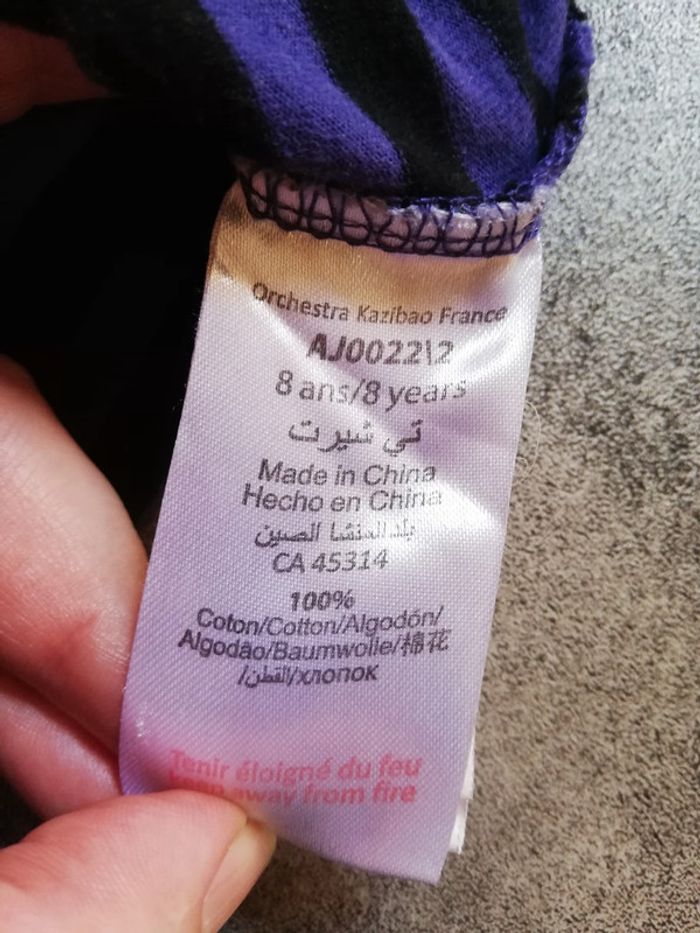 Orchestra Kazibao France
AJ0022\2
8 ans/8 years
تي شيرت
Made in China
Hecho en China
بلد المنشا الصين
CA 45314
100%
Coton/Cotton/Algodón/
Algodão/Baumwolle/棉花
/القطن/хлопок
Tenir éloigné du feu
keep away from fire